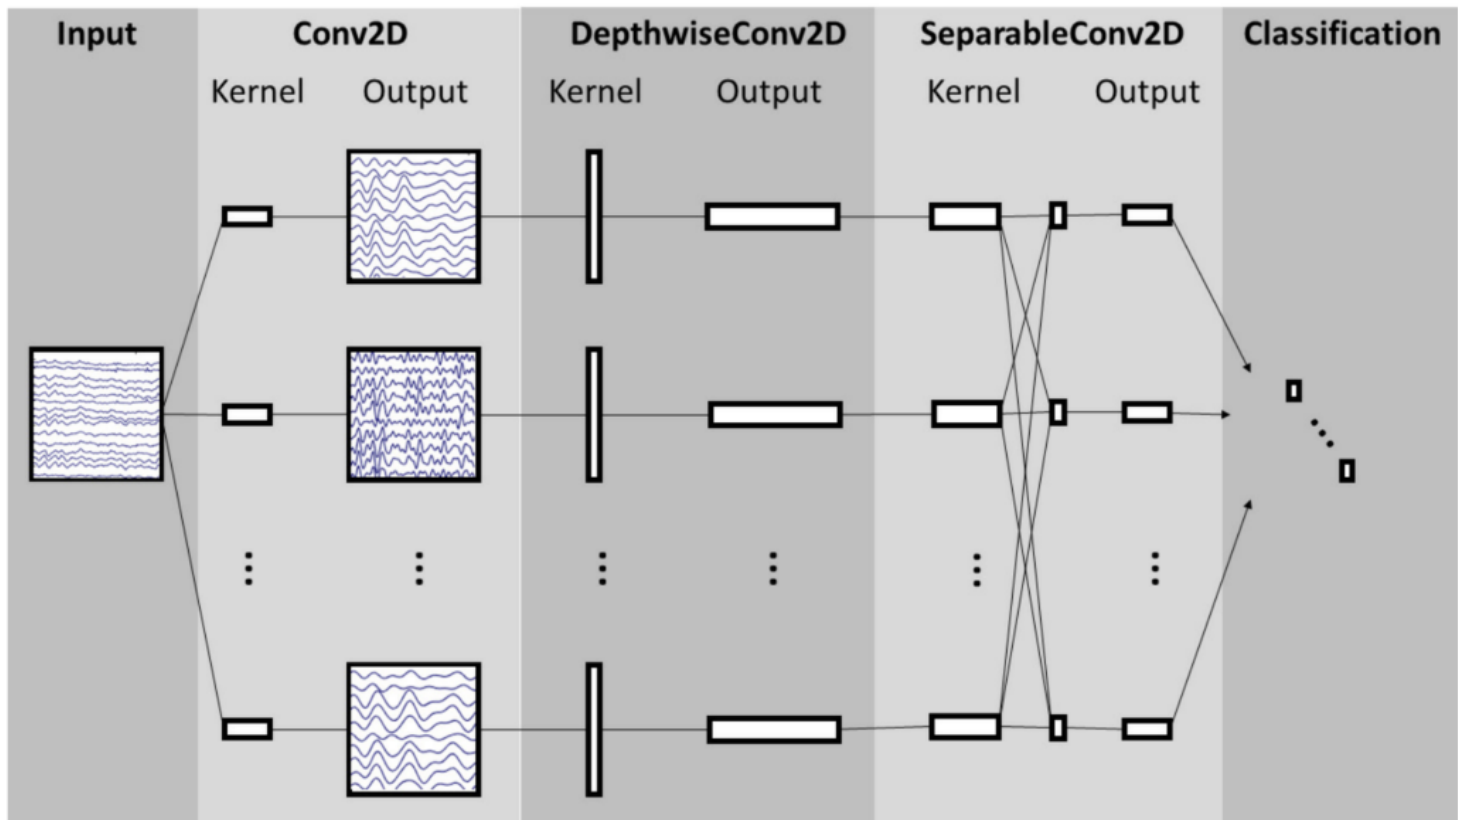 Input Conv2D DepthwiseConv2D SeparableConv2D Classification
Kernel Output Kernel Output Kernel Output